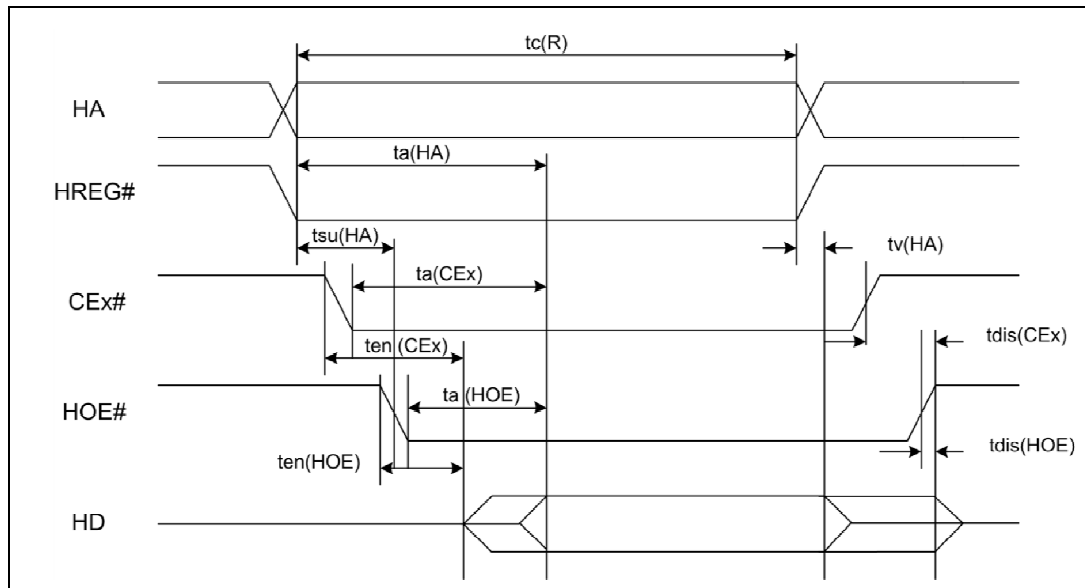 tc(R)
HA
ta(HA)
HREG#
tsu(HA)
tv(HA)
ta(CEx)
CEx#
ten (CEx)
tdis(CEx)
ta (HOE)
HOE#
ten(HOE)
tdis(HOE)
HD